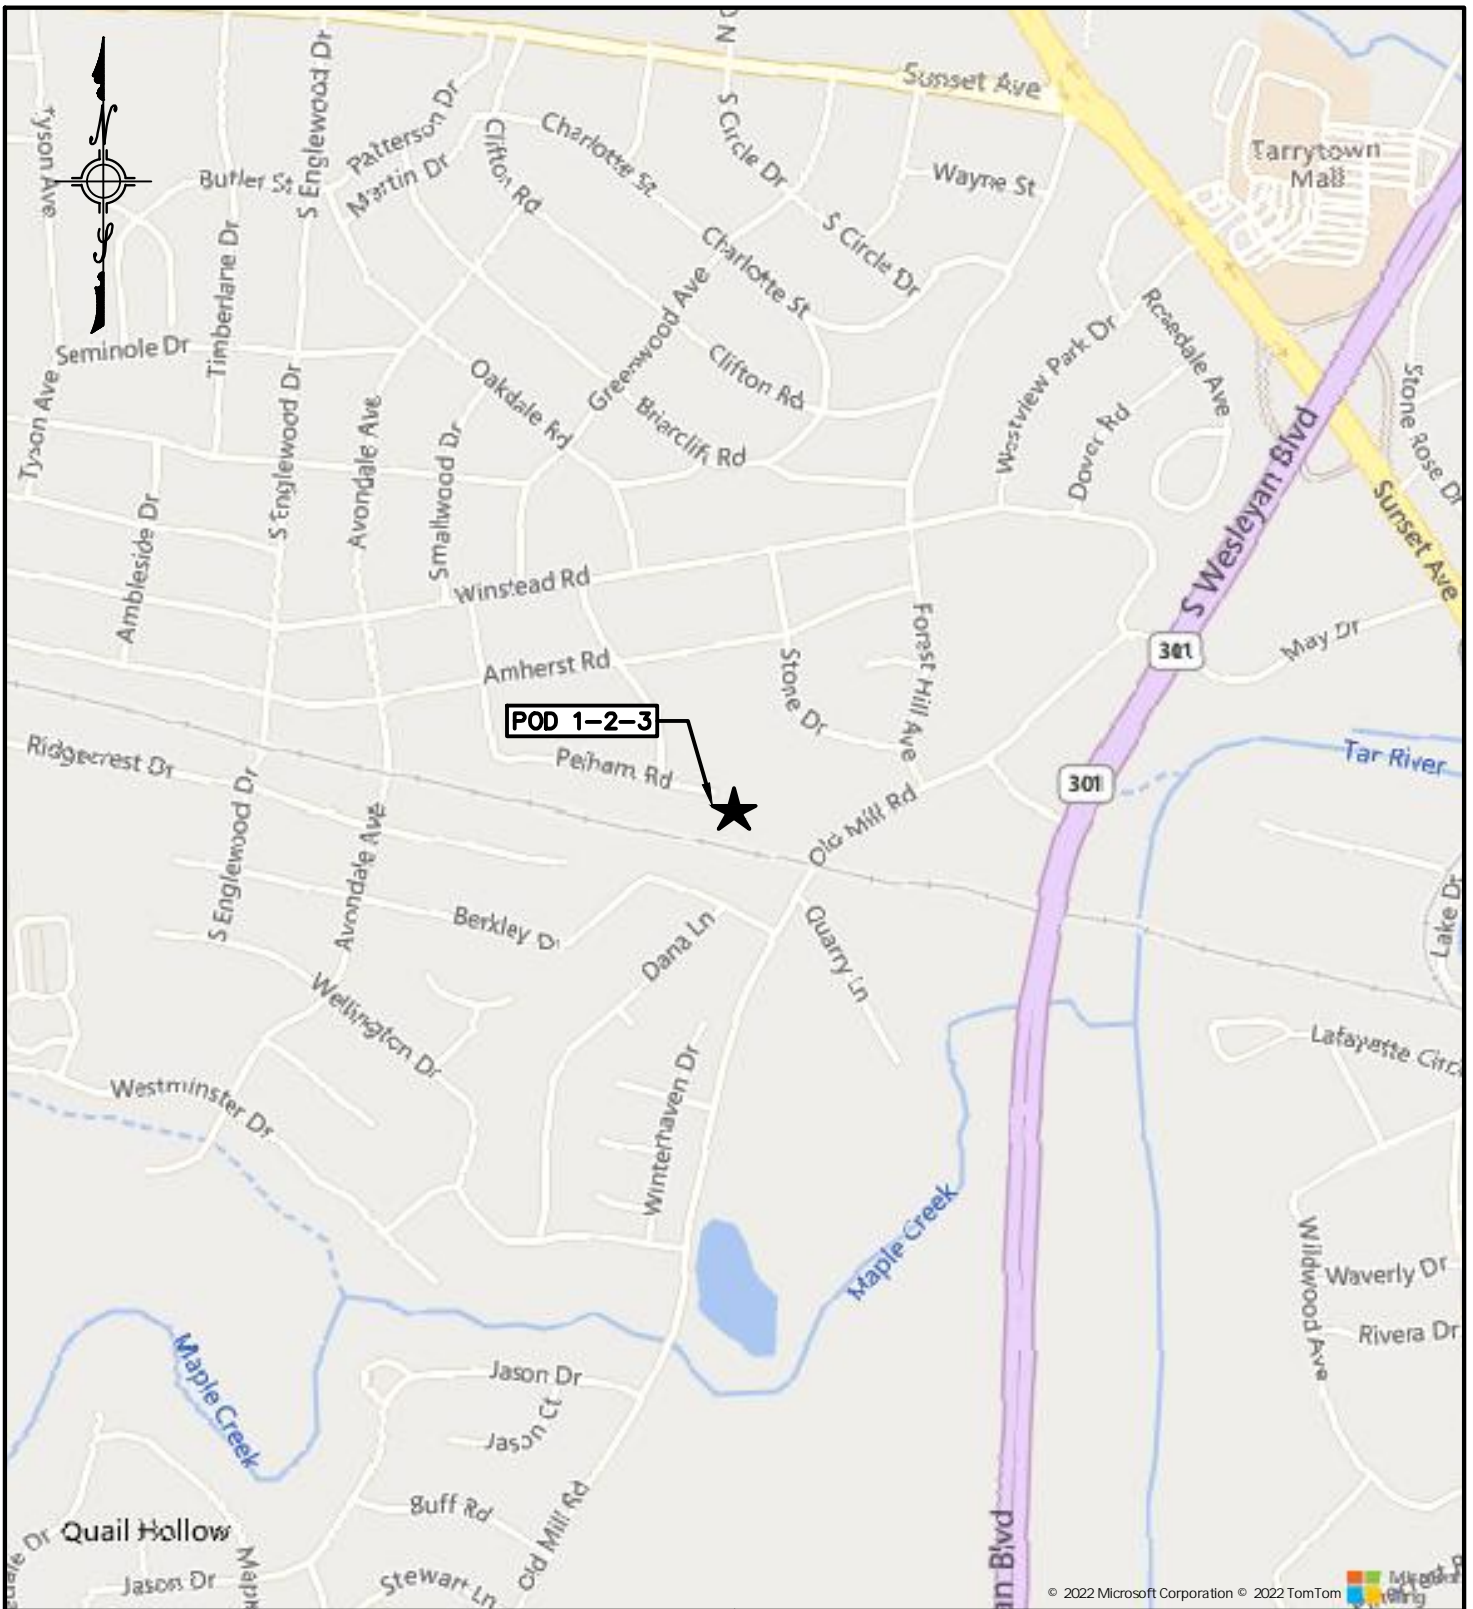 N
S
N
Sunset Ave
Tyson Ave
S Englewood Dr
Patterson Dr
Martin Dr
Butler St
Clifton Rd
Charlotte St
S Circle Dr
Wayne St
Tarrytown
Mall
S Circle Dr
Charlotte St
Timberlane Dr
Greenwood Ave
Seminole Dr
Rosedale Ave
Westview Park Dr
Clifton Rd
Oakdale Rd
Briarcliff Rd
Tyson Ave
S Englewood Dr
Avondale Ave
Smallwood Dr
Dover Rd
Stone Rose Dr
S Wesleyan Blvd
Sunset Ave
Ambleside Dr
Winstead Rd
Amherst Rd
Stone Dr
Forest Hill Ave
301
May Dr
POD 1-2-3
Ridgecrest Dr
Pelham Rd
Tar River
301
Old Mill Rd
S Englewood Dr
Avondale Ave
Berkley Dr
Dana Ln
Quarry Ln
Lake Dr
Wellington Dr
Lafayette Circ
Westminster Dr
Winterhaven Dr
Maple Creek
Wildwood Ave
Waverly Dr
Rivera Dr
Maple Creek
Jason Dr
Jason Ct
Buff Rd
Old Mill Rd
Quail Hollow
edale Dr
Jason Dr
Stewart Ln
an Blvd
© 2022 Microsoft Corporation © 2022 TomTom